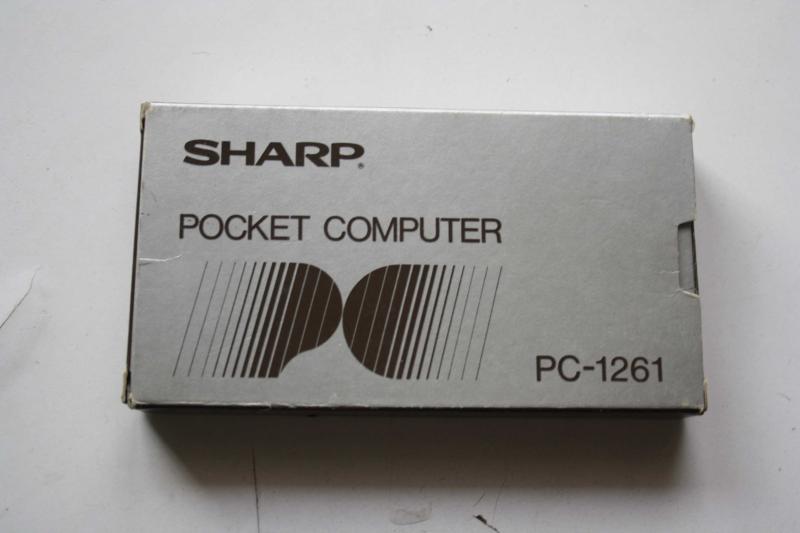 SHARP®
POCKET COMPUTER
PC
PC-1261